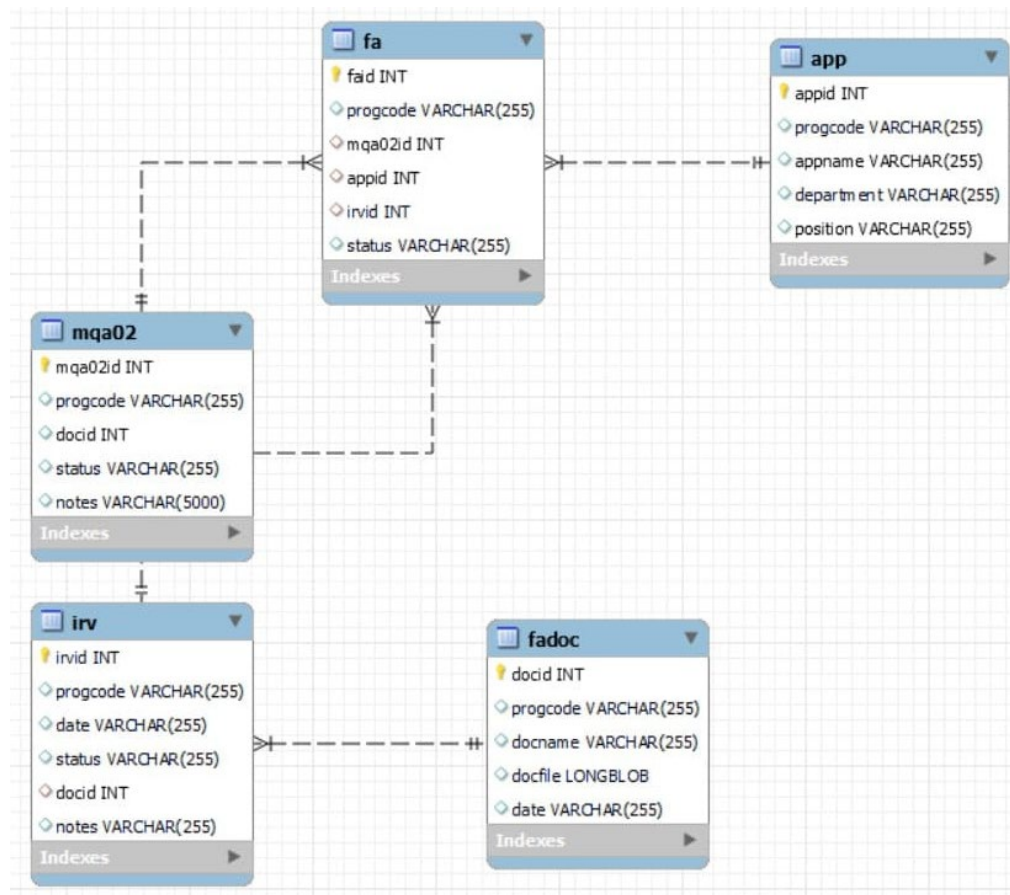 fa
faid INT
progcode VARCHAR(255)
mqa02id INT
appid INT
irvid INT
status VARCHAR(255)
Indexes
app
appid INT
progcode VARCHAR(255)
appname VARCHAR(255)
department VARCHAR(255)
position VARCHAR(255)
Indexes
mqa02
mqa02id INT
progcode VARCHAR(255)
docid INT
status VARCHAR(255)
notes VARCHAR(5000)
Indexes
irv
irvid INT
progcode VARCHAR(255)
date VARCHAR(255)
status VARCHAR(255)
docid INT
notes VARCHAR(255)
Indexes
fadoc
docid INT
progcode VARCHAR(255)
docname VARCHAR(255)
docfile LONGBLOB
date VARCHAR(255)
Indexes